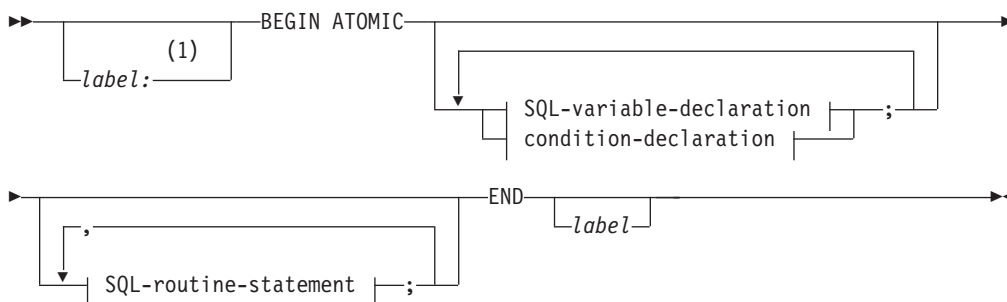 BEGIN ATOMIC
(1)
label:
SQL-variable-declaration ;
condition-declaration
END
label
,
SQL-routine-statement ;